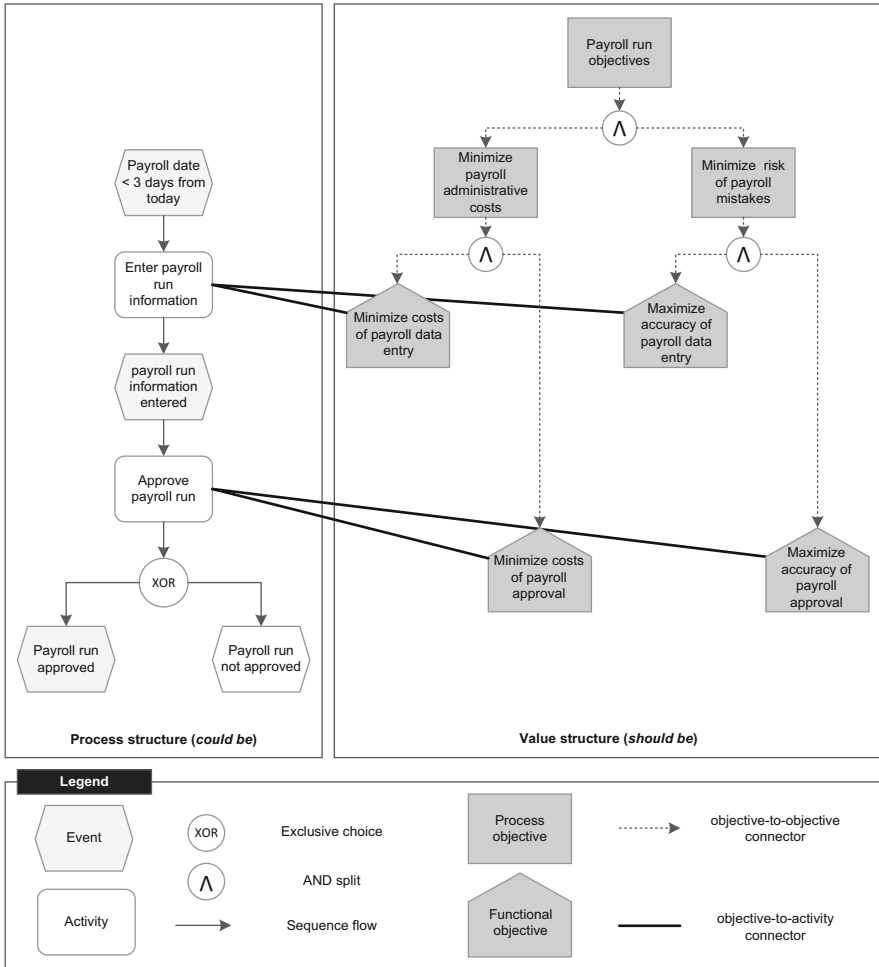 Payroll date
< 3 days from
today
Enter payroll
run
information
payroll run
information
entered
Approve
payroll run
XOR
Payroll run
approved
Payroll run
not approved
Process structure (could be)
Payroll run
objectives
Λ
Minimize
payroll
administrative
costs
Minimize risk
of payroll
mistakes
Λ
Λ
Minimize costs
of payroll data
entry
Maximize
accuracy of
payroll data
entry
Minimize costs
of payroll
approval
Maximize
accuracy of
payroll
approval
Value structure (should be)
Legend
Event
XOR
Exclusive choice
Process
objective
objective-to-objective
connector
Λ
AND split
Activity
Sequence flow
Functional
objective
objective-to-activity
connector